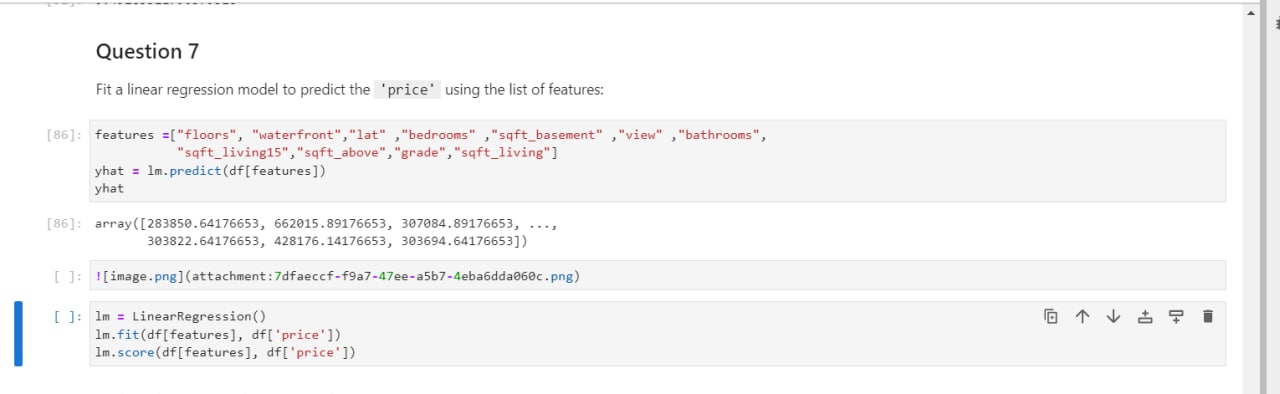 Question 7
Fit a linear regression model to predict the 'price' using the list of features:
[86]: features =["floors", "waterfront","lat" ,"bedrooms" ,"sqft_basement" ,"view" ,"bathrooms",
"sqft_living15","sqft_above","grade","sqft_living"]
yhat = lm.predict(df[features])
yhat
[86]: array([283850.64176653, 662015.89176653, 307084.89176653, ...,
303822.64176653, 428176.14176653, 303694.64176653])
[ ]: ![image.png](attachment:7dfaeccf-f9a7-47ee-a5b7-4eba6dda060c.png)
[ ]: lm = LinearRegression()
lm.fit(df[features], df['price'])
lm.score(df[features], df['price'])